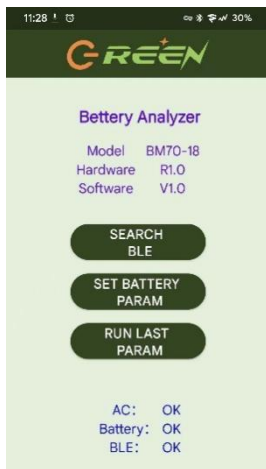 11:28
30%
G-REEN
Bettery Analyzer
Model BM70-18
Hardware R1.0
Software V1.0
SEARCH
BLE
SET BATTERY
PARAM
RUN LAST
PARAM
AC: OK
Battery: OK
BLE: OK